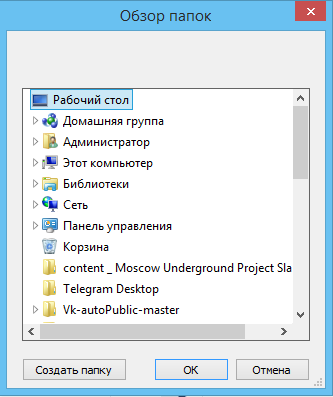 Обзор папок
Рабочий стол
Домашняя группа
Администратор
Этот компьютер
Библиотеки
Сеть
Панель управления
Корзина
content _ Moscow Underground Project Sla
Telegram Desktop
Vk-autoPublic-master
Создать папку
ОК
Отмена